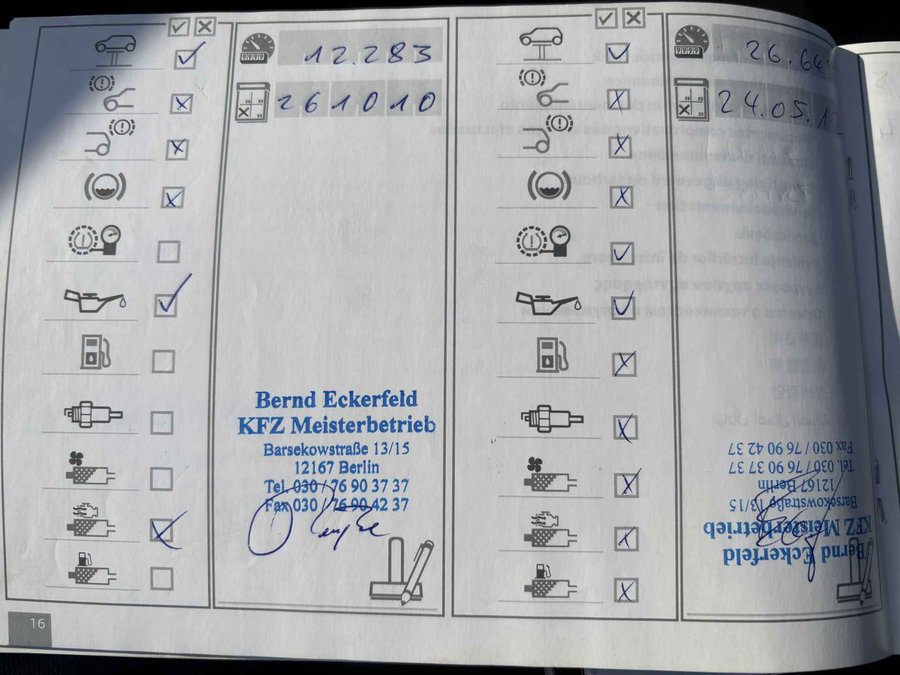 12.283
261010
Bernd Eckerfeld
KFZ Meisterbetrieb
Barsekowstraße 13/15
12167 Berlin
Tel. 030 / 76 90 37 37
Fax 030 / 76 90 42 37
16
24.05.12
Bernd Eckerfeld
KFZ Meisterbetrieb
Barsekowstraße 13/15
12167 Berlin
Tel. 030 / 76 90 37 37
Fax 030 / 76 90 42 37